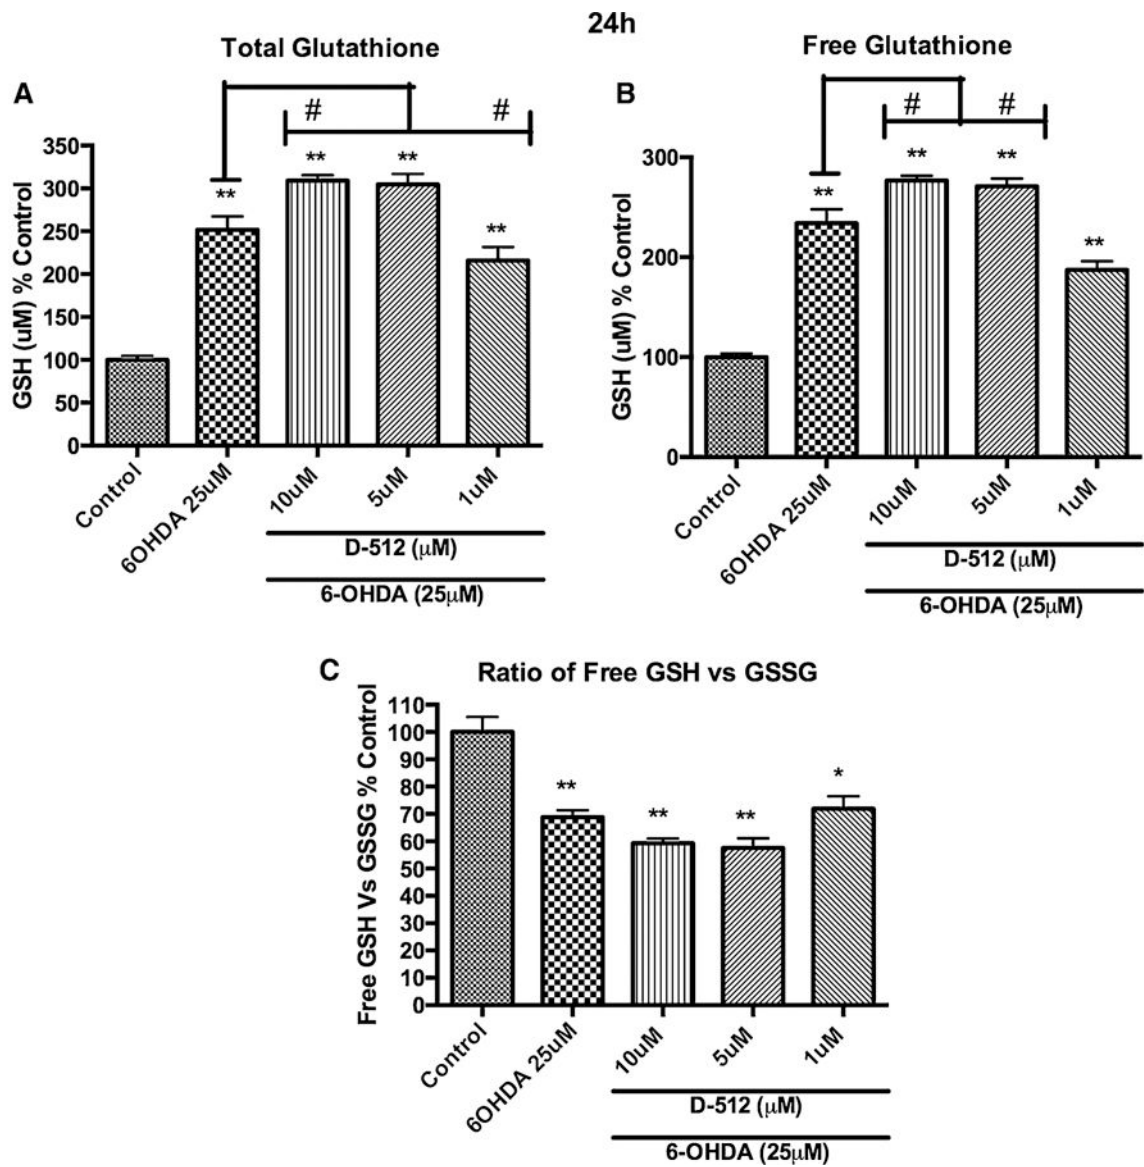 24h
Total Glutathione
A
# #
350
300
250
200
150
100
50
0
GSH (uM) % Control
** ** ** **
Control
6OHDA 25uM
10uM
5uM
1uM
D-512 (μM)
6-OHDA (25μM)
Free Glutathione
B
# #
300
200
100
0
GSH (uM) % Control
** ** ** **
Control
6OHDA 25uM
10uM
5uM
1uM
D-512 (μM)
6-OHDA (25μM)
C
Ratio of Free GSH vs GSSG
110
100
90
80
70
60
50
40
30
20
10
0
Free GSH Vs GSSG % Control
** ** ** *
Control
6OHDA 25uM
10uM
5uM
1uM
D-512 (μM)
6-OHDA (25μM)